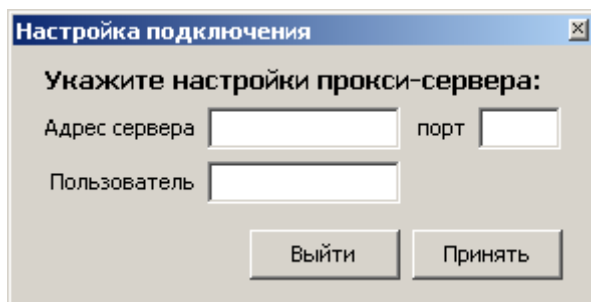 Настройка подключения
Укажите настройки прокси-сервера:
Адрес сервера порт
Пользователь
Выйти Принять